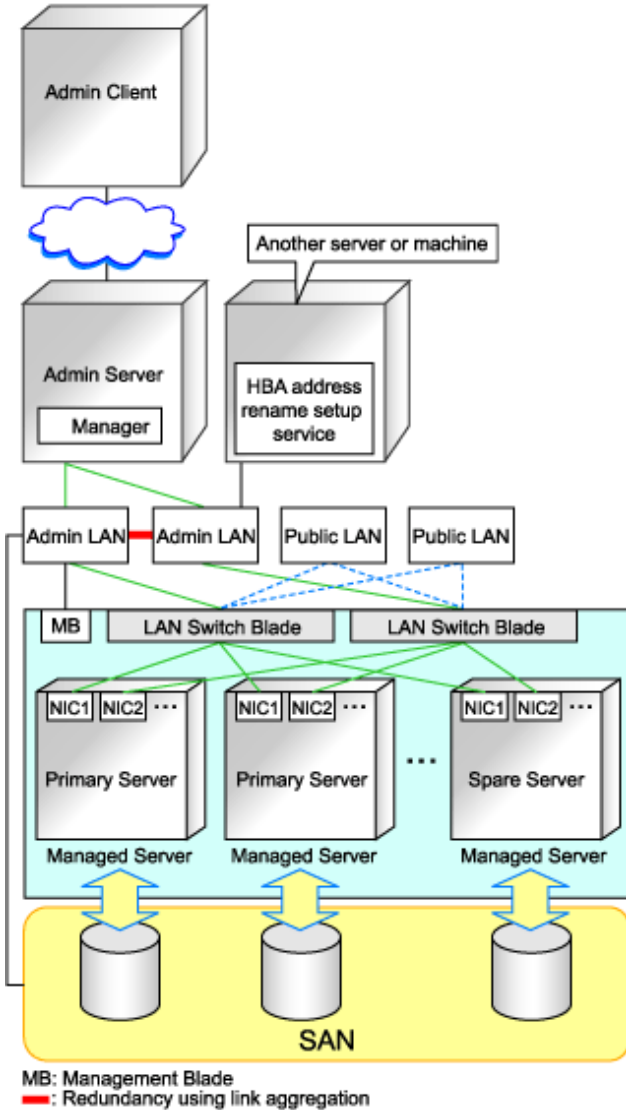 Admin Client
Another server or machine
Admin Server
Manager
HBA address
rename setup
service
Admin LAN
Admin LAN
Public LAN
Public LAN
MB
LAN Switch Blade
LAN Switch Blade
NIC1 NIC2 ...
NIC1 NIC2 ...
NIC1 NIC2 ...
Primary Server
Primary Server
...
Spare Server
Managed Server
Managed Server
Managed Server
SAN
MB: Management Blade
: Redundancy using link aggregation